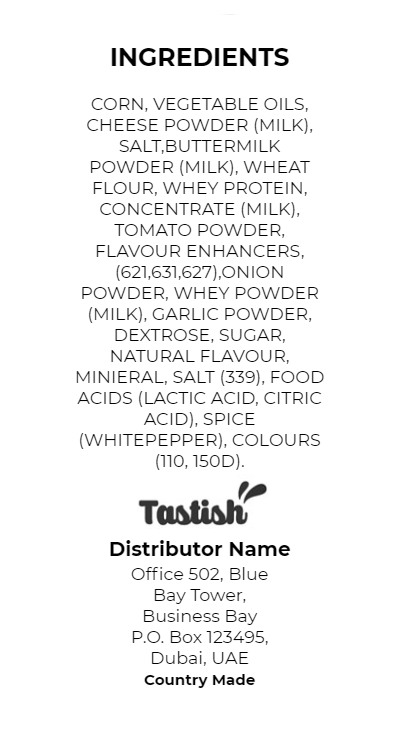 INGREDIENTS
CORN, VEGETABLE OILS,
CHEESE POWDER (MILK),
SALT,BUTTERMILK
POWDER (MILK), WHEAT
FLOUR, WHEY PROTEIN,
CONCENTRATE (MILK),
TOMATO POWDER,
FLAVOUR ENHANCERS,
(621,631,627),ONION
POWDER, WHEY POWDER
(MILK), GARLIC POWDER,
DEXTROSE, SUGAR,
NATURAL FLAVOUR,
MINIERAL, SALT (339), FOOD
ACIDS (LACTIC ACID, CITRIC
ACID), SPICE
(WHITEPEPPER), COLOURS
(110, 150D).
Tastish
Distributor Name
Office 502, Blue
Bay Tower,
Business Bay
P.O. Box 123495,
Dubai, UAE
Country Made